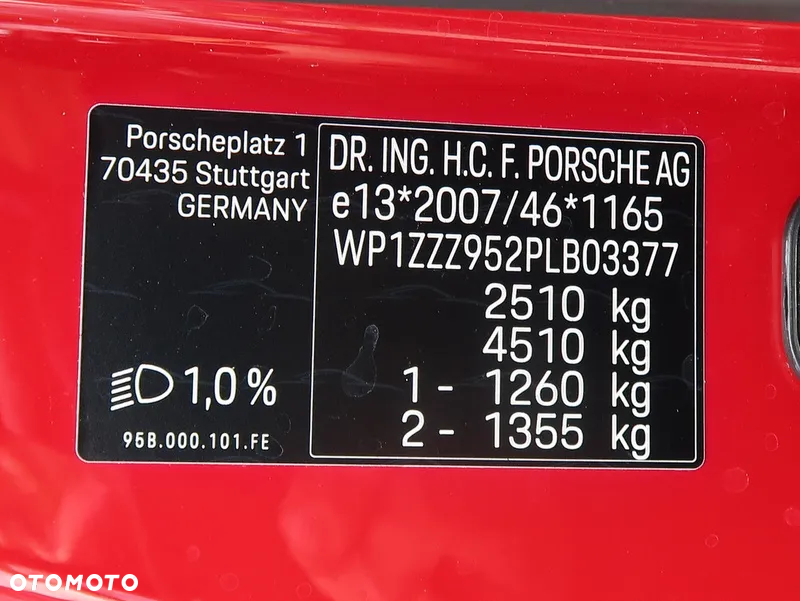 Porscheplatz 1
70435 Stuttgart
GERMANY
1,0 %
95B.000.101.FE
DR. ING. H.C. F. PORSCHE AG
e13*2007/46*1165
WP1ZZZ952PLB03377
2510 kg
4510 kg
1 - 1260 kg
2 - 1355 kg
OTOMOTO